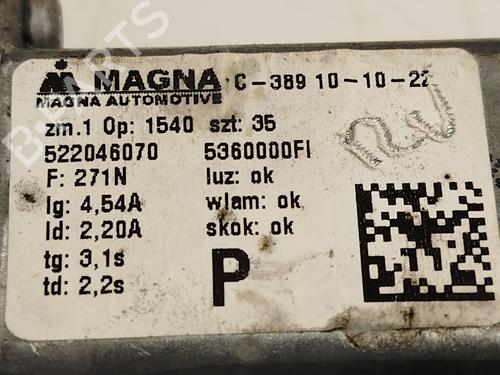 MAGNA C-389 10-10-22
MAGNA AUTOMOTIVE
zm.1 Op: 1540 szt: 35
522046070 5360000FI
F: 271N luz: ok
Ig: 4,54A wlam: ok
Id: 2,20A skok: ok
tg: 3,1s
td: 2,2s
P